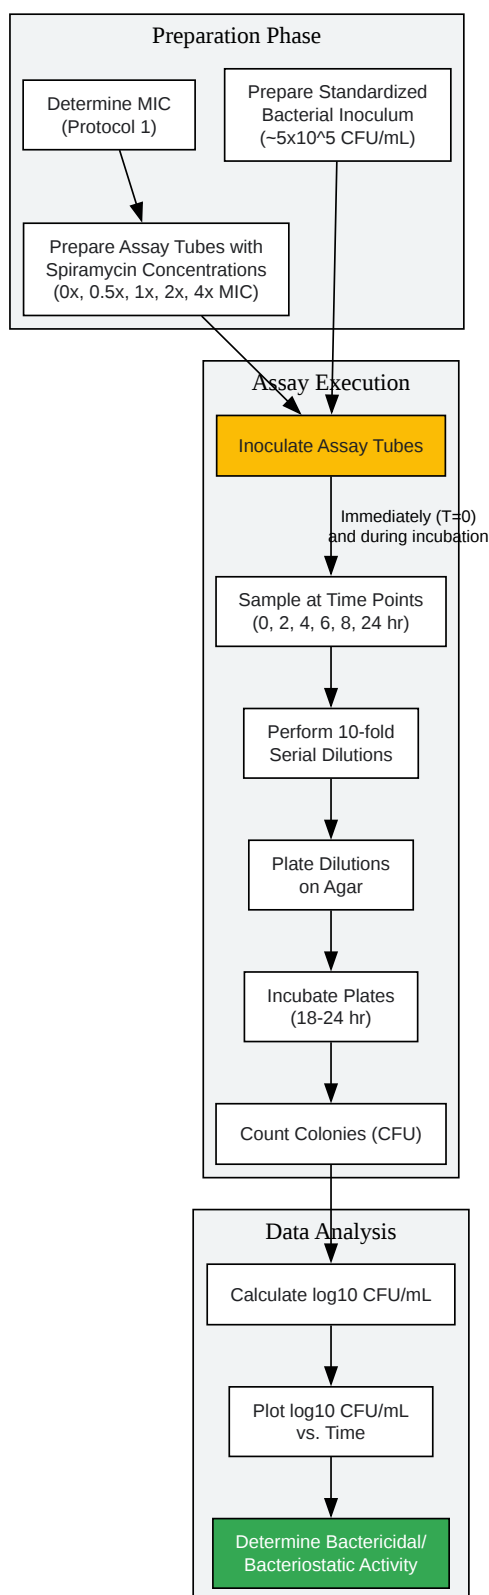 Preparation Phase
Determine MIC
(Protocol 1)
Prepare Standardized
Bacterial Inoculum
(~5x10^5 CFU/mL)
Prepare Assay Tubes with
Spiramycin Concentrations
(0x, 0.5x, 1x, 2x, 4x MIC)
Assay Execution
Inoculate Assay Tubes
Immediately (T=0)
and during incubation
Sample at Time Points
(0, 2, 4, 6, 8, 24 hr)
Perform 10-fold
Serial Dilutions
Plate Dilutions
on Agar
Incubate Plates
(18-24 hr)
Count Colonies (CFU)
Data Analysis
Calculate log10 CFU/mL
Plot log10 CFU/mL
vs. Time
Determine Bactericidal/
Bacteriostatic Activity